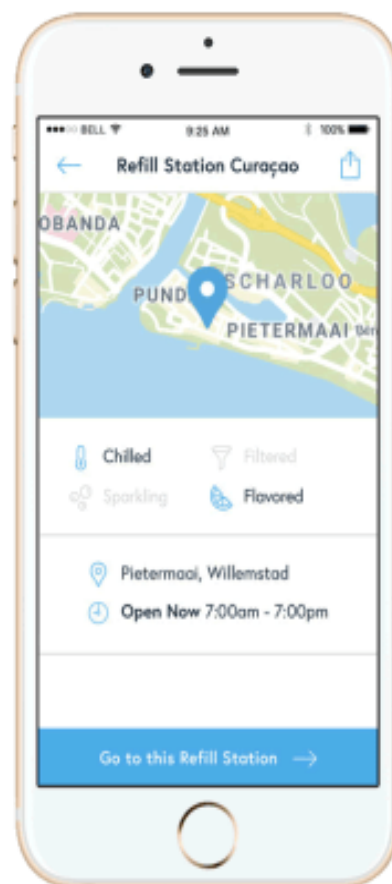 BELL 9:25 AM 100%
Refill Station Curaçao
OBANDA
SCHARLOO
PUND
PIETERMAAI Ber
Chilled Filtered
Sparkling Flavored
Pietermaai, Willemstad
Open Now 7:00am - 7:00pm
Go to this Refill Station